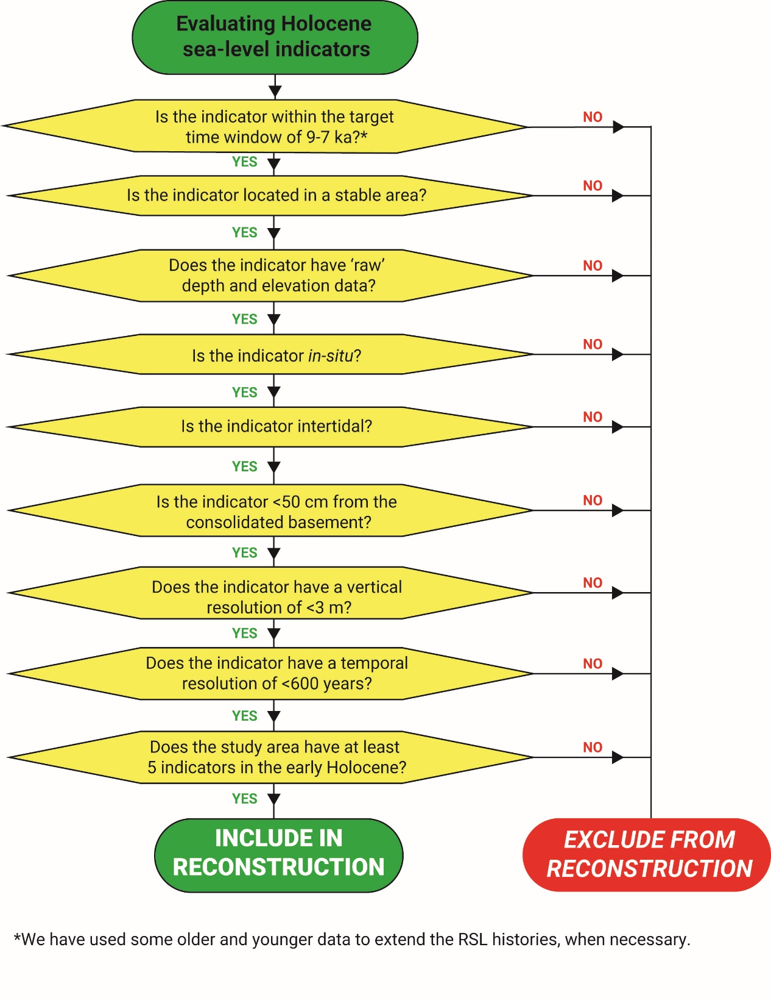 Evaluating Holocene
sea-level indicators
Is the indicator within the target
time window of 9-7 ka?*
NO
YES
Is the indicator located in a stable area?
NO
YES
Does the indicator have ‘raw’
depth and elevation data?
NO
YES
Is the indicator in-situ?
NO
YES
Is the indicator intertidal?
NO
YES
Is the indicator <50 cm from the
consolidated basement?
NO
YES
Does the indicator have a vertical
resolution of <3 m?
NO
YES
Does the indicator have a temporal
resolution of <600 years?
NO
YES
Does the study area have at least
5 indicators in the early Holocene?
NO
YES
INCLUDE IN
RECONSTRUCTION
EXCLUDE FROM
RECONSTRUCTION
*We have used some older and younger data to extend the RSL histories, when necessary.